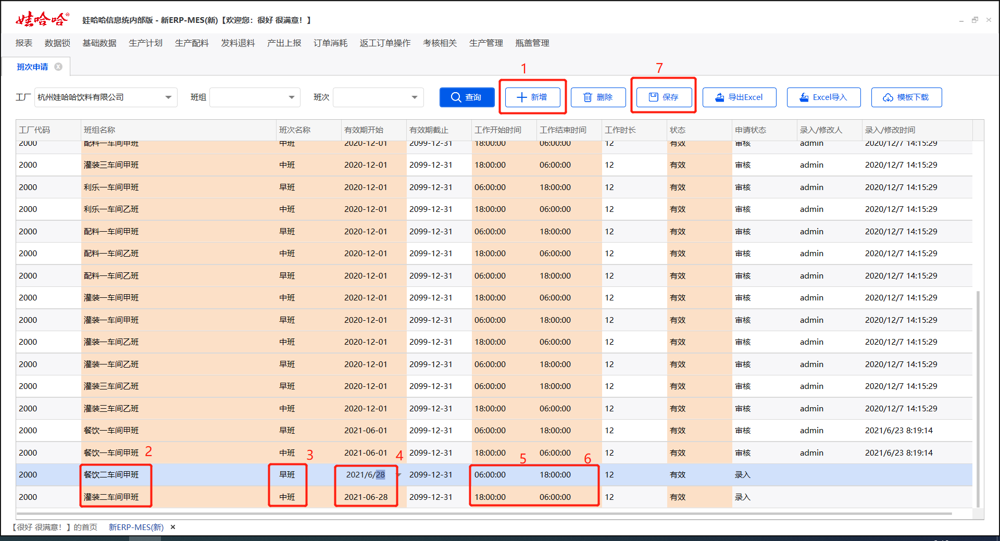 娃哈哈®
娃哈哈信息统内部版 - 新ERP-MES(新)【欢迎您：很好 很满意！】
报表 数据锁 基础数据 生产计划 生产配料 发料退料 产出上报 订单消耗 返工订单操作 考核相关 生产管理 瓶盖管理
班次申请
1 7
工厂 杭州娃哈哈饮料有限公司 班组 班次 查询 新增 删除 保存 导出Excel Excel导入 模板下载
工厂代码 班组名称 班次名称 有效期开始 有效期截止 工作开始时间 工作结束时间 工作时长 状态 申请状态 录入/修改人 录入/修改时间
2000 配料一车间甲班 中班 2020-12-01 2099-12-31 18:00:00 06:00:00 12 有效 审核 admin 2020/12/7 14:15:29
2000 灌装三车间甲班 中班 2020-12-01 2099-12-31 18:00:00 06:00:00 12 有效 审核 admin 2020/12/7 14:15:29
2000 利乐一车间甲班 早班 2020-12-01 2099-12-31 06:00:00 18:00:00 12 有效 审核 admin 2020/12/7 14:15:29
2000 利乐一车间乙班 中班 2020-12-01 2099-12-31 18:00:00 06:00:00 12 有效 审核 admin 2020/12/7 14:15:29
2000 配料一车间甲班 早班 2020-12-01 2099-12-31 06:00:00 18:00:00 12 有效 审核 admin 2020/12/7 14:15:29
2000 配料一车间乙班 中班 2020-12-01 2099-12-31 18:00:00 06:00:00 12 有效 审核 admin 2020/12/7 14:15:29
2000 配料一车间乙班 早班 2020-12-01 2099-12-31 06:00:00 18:00:00 12 有效 审核 admin 2020/12/7 14:15:29
2000 灌装一车间甲班 中班 2020-12-01 2099-12-31 18:00:00 06:00:00 12 有效 审核 admin 2020/12/7 14:15:29
2000 灌装一车间甲班 早班 2020-12-01 2099-12-31 06:00:00 18:00:00 12 有效 审核 admin 2020/12/7 14:15:29
2000 灌装一车间乙班 中班 2020-12-01 2099-12-31 18:00:00 06:00:00 12 有效 审核 admin 2020/12/7 14:15:29
2000 灌装一车间乙班 早班 2020-12-01 2099-12-31 06:00:00 18:00:00 12 有效 审核 admin 2020/12/7 14:15:29
2000 灌装三车间乙班 早班 2020-12-01 2099-12-31 06:00:00 18:00:00 12 有效 审核 admin 2020/12/7 14:15:29
2000 灌装三车间乙班 中班 2020-12-01 2099-12-31 18:00:00 06:00:00 12 有效 审核 admin 2020/12/7 14:15:29
2000 餐饮一车间甲班 早班 2021-06-01 2099-12-31 06:00:00 18:00:00 12 有效 审核 admin 2021/6/23 8:19:14
2000 餐饮一车间甲班 2 中班 3 2021-06-01 4 2099-12-31 18:00:00 5 06:00:00 6 12 有效 审核 admin 2021/6/23 8:19:14
2000 餐饮二车间甲班 早班 2021/6/28 2099-12-31 06:00:00 18:00:00 12 有效 录入
2000 灌装二车间甲班 中班 2021-06-28 2099-12-31 18:00:00 06:00:00 12 有效 录入
【很好 很满意！】的首页 新ERP-MES(新) ×